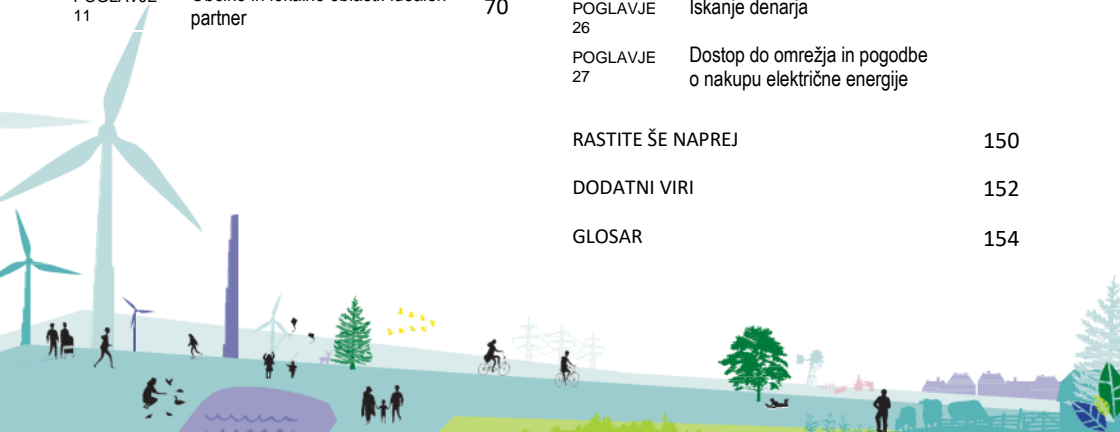 11
partner
70
POGLAVJE
26
Iskanje denarja
POGLAVJE
27
Dostop do omrežja in pogodbe
o nakupu električne energije
RASTITE ŠE NAPREJ 150
DODATNI VIRI 152
GLOSAR 154